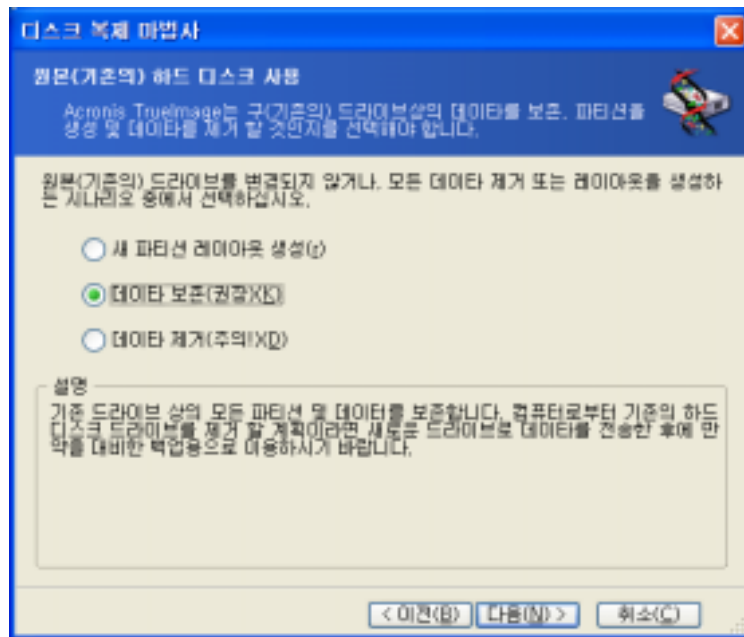 디스크 복제 마법사
원본(기존의) 하드 디스크 사용
Acronis TrueImage는 구(기존의) 드라이브상의 데이타를 보존, 파티션을
생성 및 데이타를 제거 할 것인지를 선택해야 합니다.
원본(기존의) 드라이브를 변경되지 않거나, 모든 데이타 제거 또는 레이아웃을 생성하
는 시나리오 중에서 선택하십시오.
새 파티션 레이아웃 생성(r)
데이타 보존(권장)(K)
데이타 제거(주의!)(D)
설명
기존 드라이브 상의 모든 파티션 및 데이터를 보존합니다. 컴퓨터로부터 기존의 하드
디스크 드라이브를 제거 할 계획이라면 새로운 드라이브로 데이타를 전송한 후에 만
약을 대비한 백업용으로 이용하시기 바랍니다.
< 이전(B) 다음(N) > 취소(C)